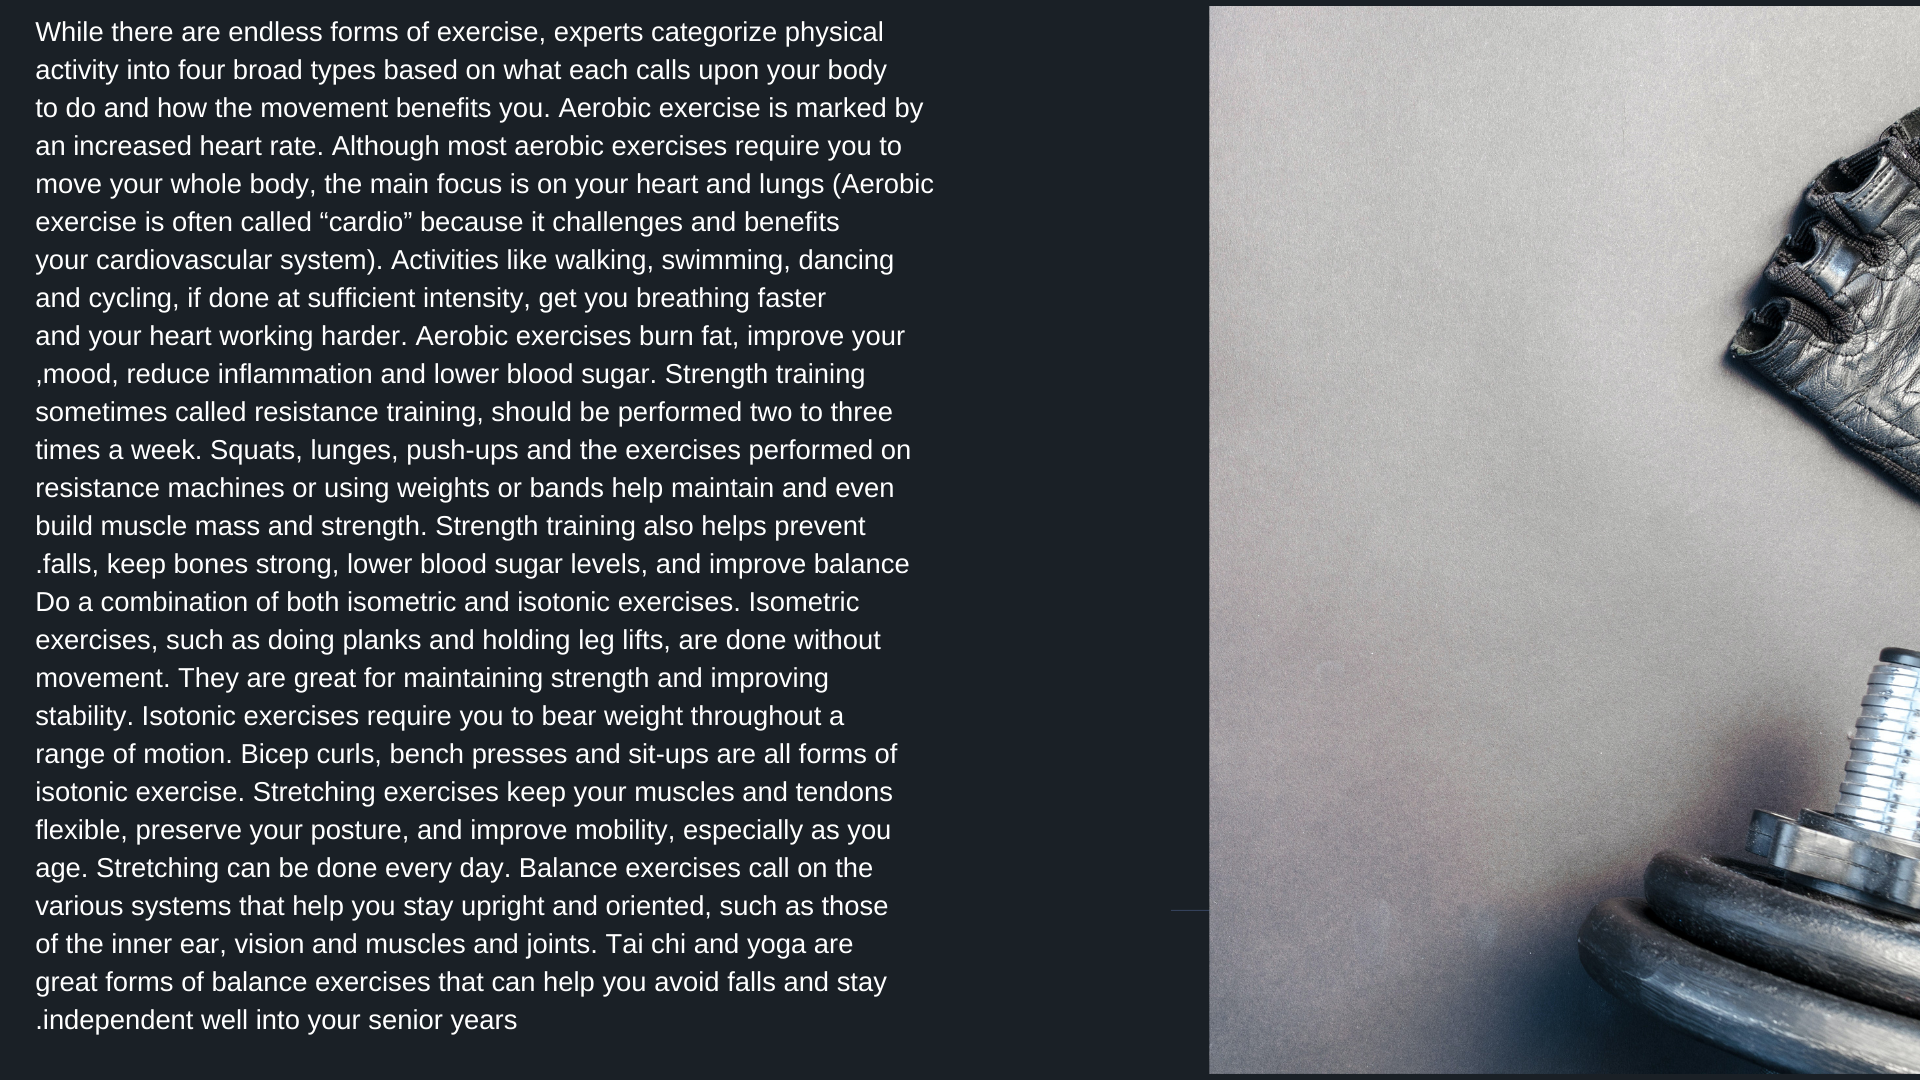 While there are endless forms of exercise, experts categorize physical
activity into four broad types based on what each calls upon your body
to do and how the movement benefits you. Aerobic exercise is marked by
an increased heart rate. Although most aerobic exercises require you to
move your whole body, the main focus is on your heart and lungs (Aerobic
exercise is often called “cardio” because it challenges and benefits
your cardiovascular system). Activities like walking, swimming, dancing
and cycling, if done at sufficient intensity, get you breathing faster
and your heart working harder. Aerobic exercises burn fat, improve your
,mood, reduce inflammation and lower blood sugar. Strength training
sometimes called resistance training, should be performed two to three
times a week. Squats, lunges, push-ups and the exercises performed on
resistance machines or using weights or bands help maintain and even
build muscle mass and strength. Strength training also helps prevent
.falls, keep bones strong, lower blood sugar levels, and improve balance
Do a combination of both isometric and isotonic exercises. Isometric
exercises, such as doing planks and holding leg lifts, are done without
movement. They are great for maintaining strength and improving
stability. Isotonic exercises require you to bear weight throughout a
range of motion. Bicep curls, bench presses and sit-ups are all forms of
isotonic exercise. Stretching exercises keep your muscles and tendons
flexible, preserve your posture, and improve mobility, especially as you
age. Stretching can be done every day. Balance exercises call on the
various systems that help you stay upright and oriented, such as those
of the inner ear, vision and muscles and joints. Tai chi and yoga are
great forms of balance exercises that can help you avoid falls and stay
.independent well into your senior years